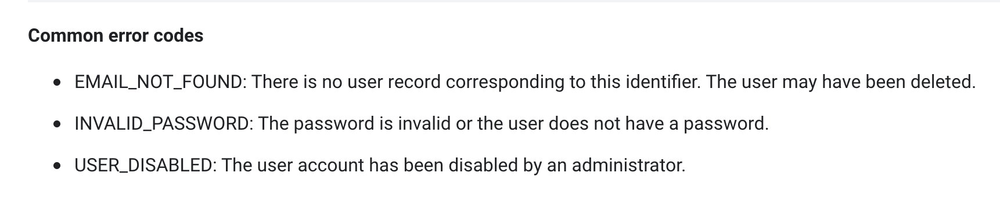 Common error codes
• EMAIL_NOT_FOUND: There is no user record corresponding to this identifier. The user may have been deleted.
• INVALID_PASSWORD: The password is invalid or the user does not have a password.
• USER_DISABLED: The user account has been disabled by an administrator.